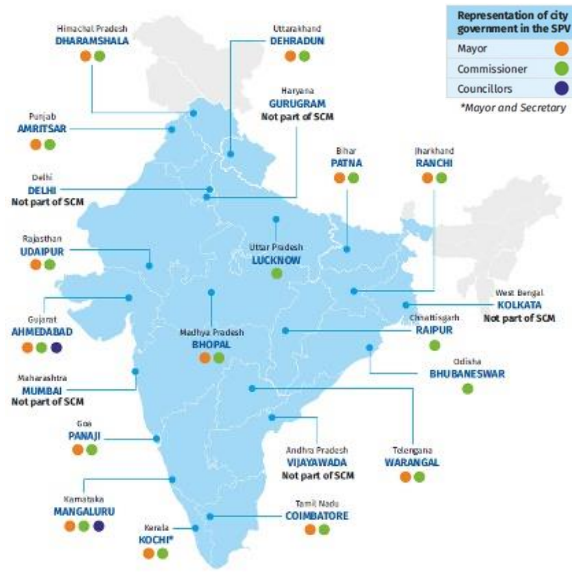 Representation of city
government in the SPV
Mayor
Commissioner
Councillors
*Mayor and Secretary
Himachal Pradesh
DHARAMSHALA
Uttarakhand
DEHRADUN
Haryana
GURUGRAM
Not part of SCM
Punjab
AMRITSAR
Bihar
PATNA
Jharkhand
RANCHI
Delhi
DELHI
Not part of SCM
Rajasthan
UDAIPUR
Uttar Pradesh
LUCKNOW
West Bengal
KOLKATA
Not part of SCM
Gujarat
AHMEDABAD
Madhya Pradesh
BHOPAL
Chhattisgarh
RAIPUR
Odisha
BHUBANESWAR
Maharashtra
MUMBAI
Not part of SCM
Goa
PANAJI
Andhra Pradesh
VIJAYAWADA
Not part of SCM
Telengana
WARANGAL
Karnataka
MANGALURU
Kerala
KOCHI*
Tamil Nadu
COIMBATORE